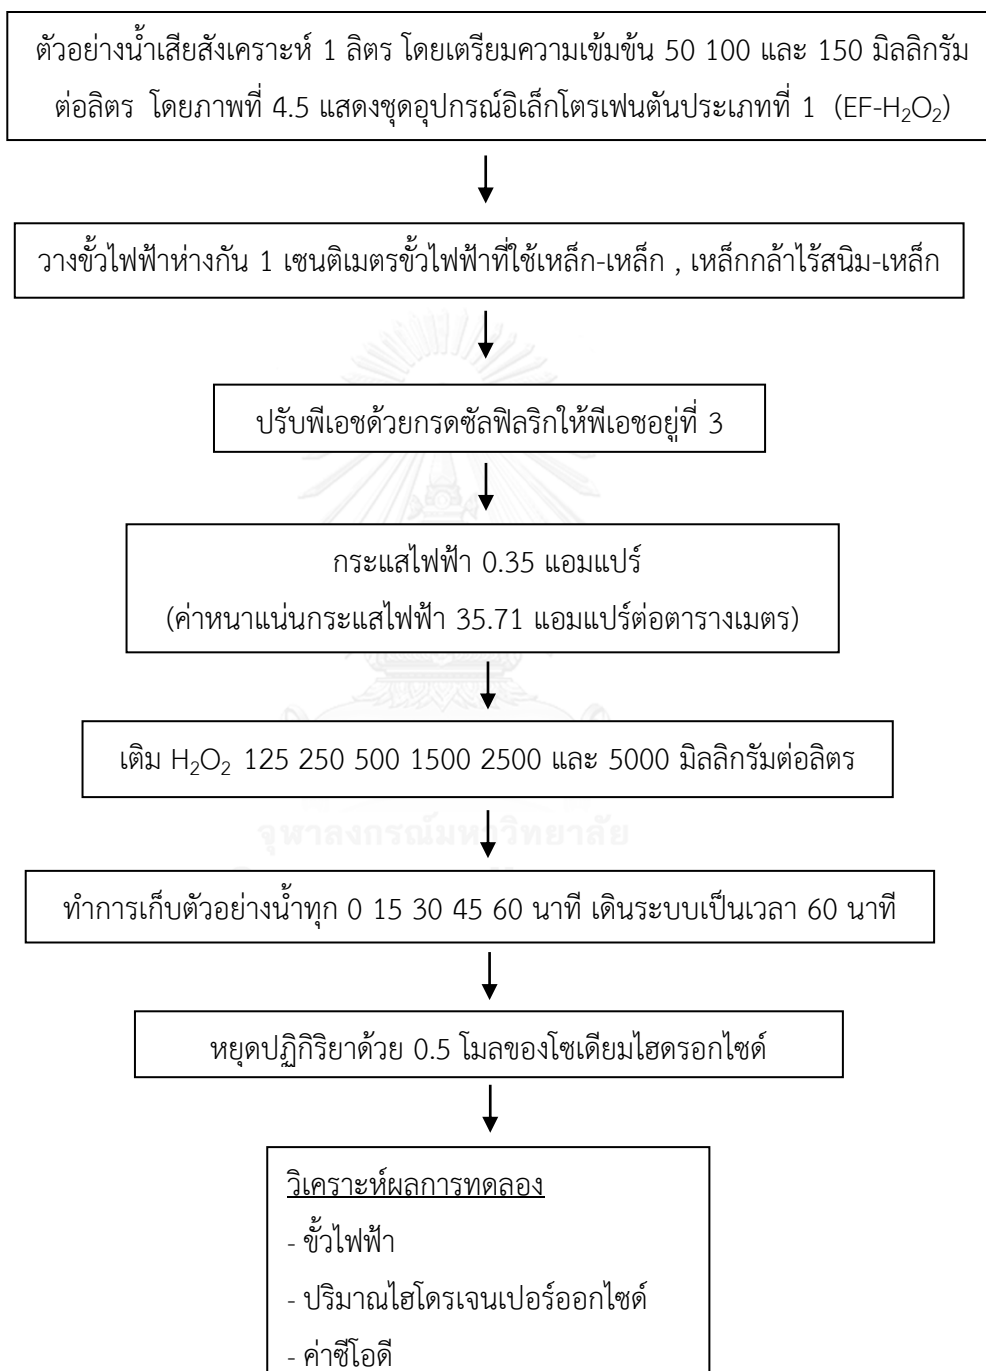 ตัวอย่างน้ำเสียสังเคราะห์ 1 ลิตร โดยเตรียมความเข้มข้น 50 100 และ 150 มิลลิกรัม
ต่อลิตร โดยภาพที่ 4.5 แสดงชุดอุปกรณ์อิเล็กโตรเฟนตันประเภทที่ 1 (EF-H₂O₂)
วางขั้วไฟฟ้าห่างกัน 1 เซนติเมตรขั้วไฟฟ้าที่ใช้เหล็ก-เหล็ก , เหล็กกล้าไร้สนิม-เหล็ก
ปรับพีเอชด้วยกรดซัลฟิลริกให้พีเอชอยู่ที่ 3
กระแสไฟฟ้า 0.35 แอมแปร์
(ค่าหนาแน่นกระแสไฟฟ้า 35.71 แอมแปร์ต่อตารางเมตร)
เติม H₂O₂ 125 250 500 1500 2500 และ 5000 มิลลิกรัมต่อลิตร
จุฬาลงกรณ์มหาวิทยาลัย
ทำการเก็บตัวอย่างน้ำทุก 0 15 30 45 60 นาที เดินระบบเป็นเวลา 60 นาที
หยุดปฏิกิริยาด้วย 0.5 โมลของโซเดียมไฮดรอกไซด์
วิเคราะห์ผลการทดลอง
- ขั้วไฟฟ้า
- ปริมาณไฮโดรเจนเปอร์ออกไซด์
- ค่าซีโอดี